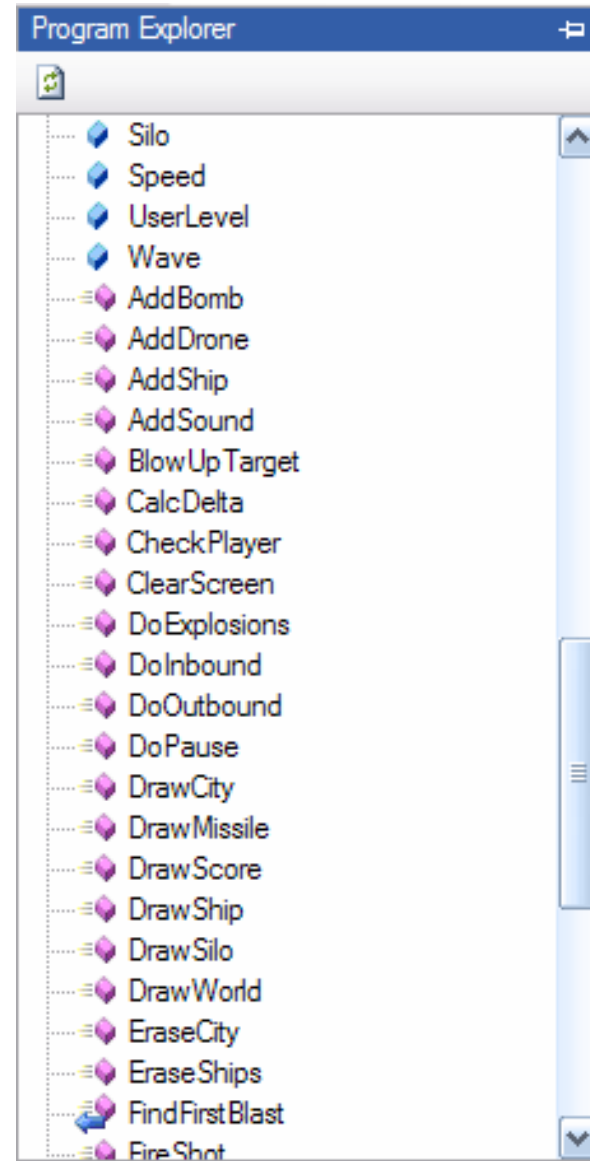 Program Explorer
Silo
Speed
UserLevel
Wave
AddBomb
AddDrone
AddShip
AddSound
BlowUpTarget
CalcDelta
CheckPlayer
ClearScreen
DoExplosions
DoInbound
DoOutbound
DoPause
DrawCity
DrawMissile
DrawScore
DrawShip
DrawSilo
DrawWorld
EraseCity
EraseShips
FindFirstBlast
FireShot